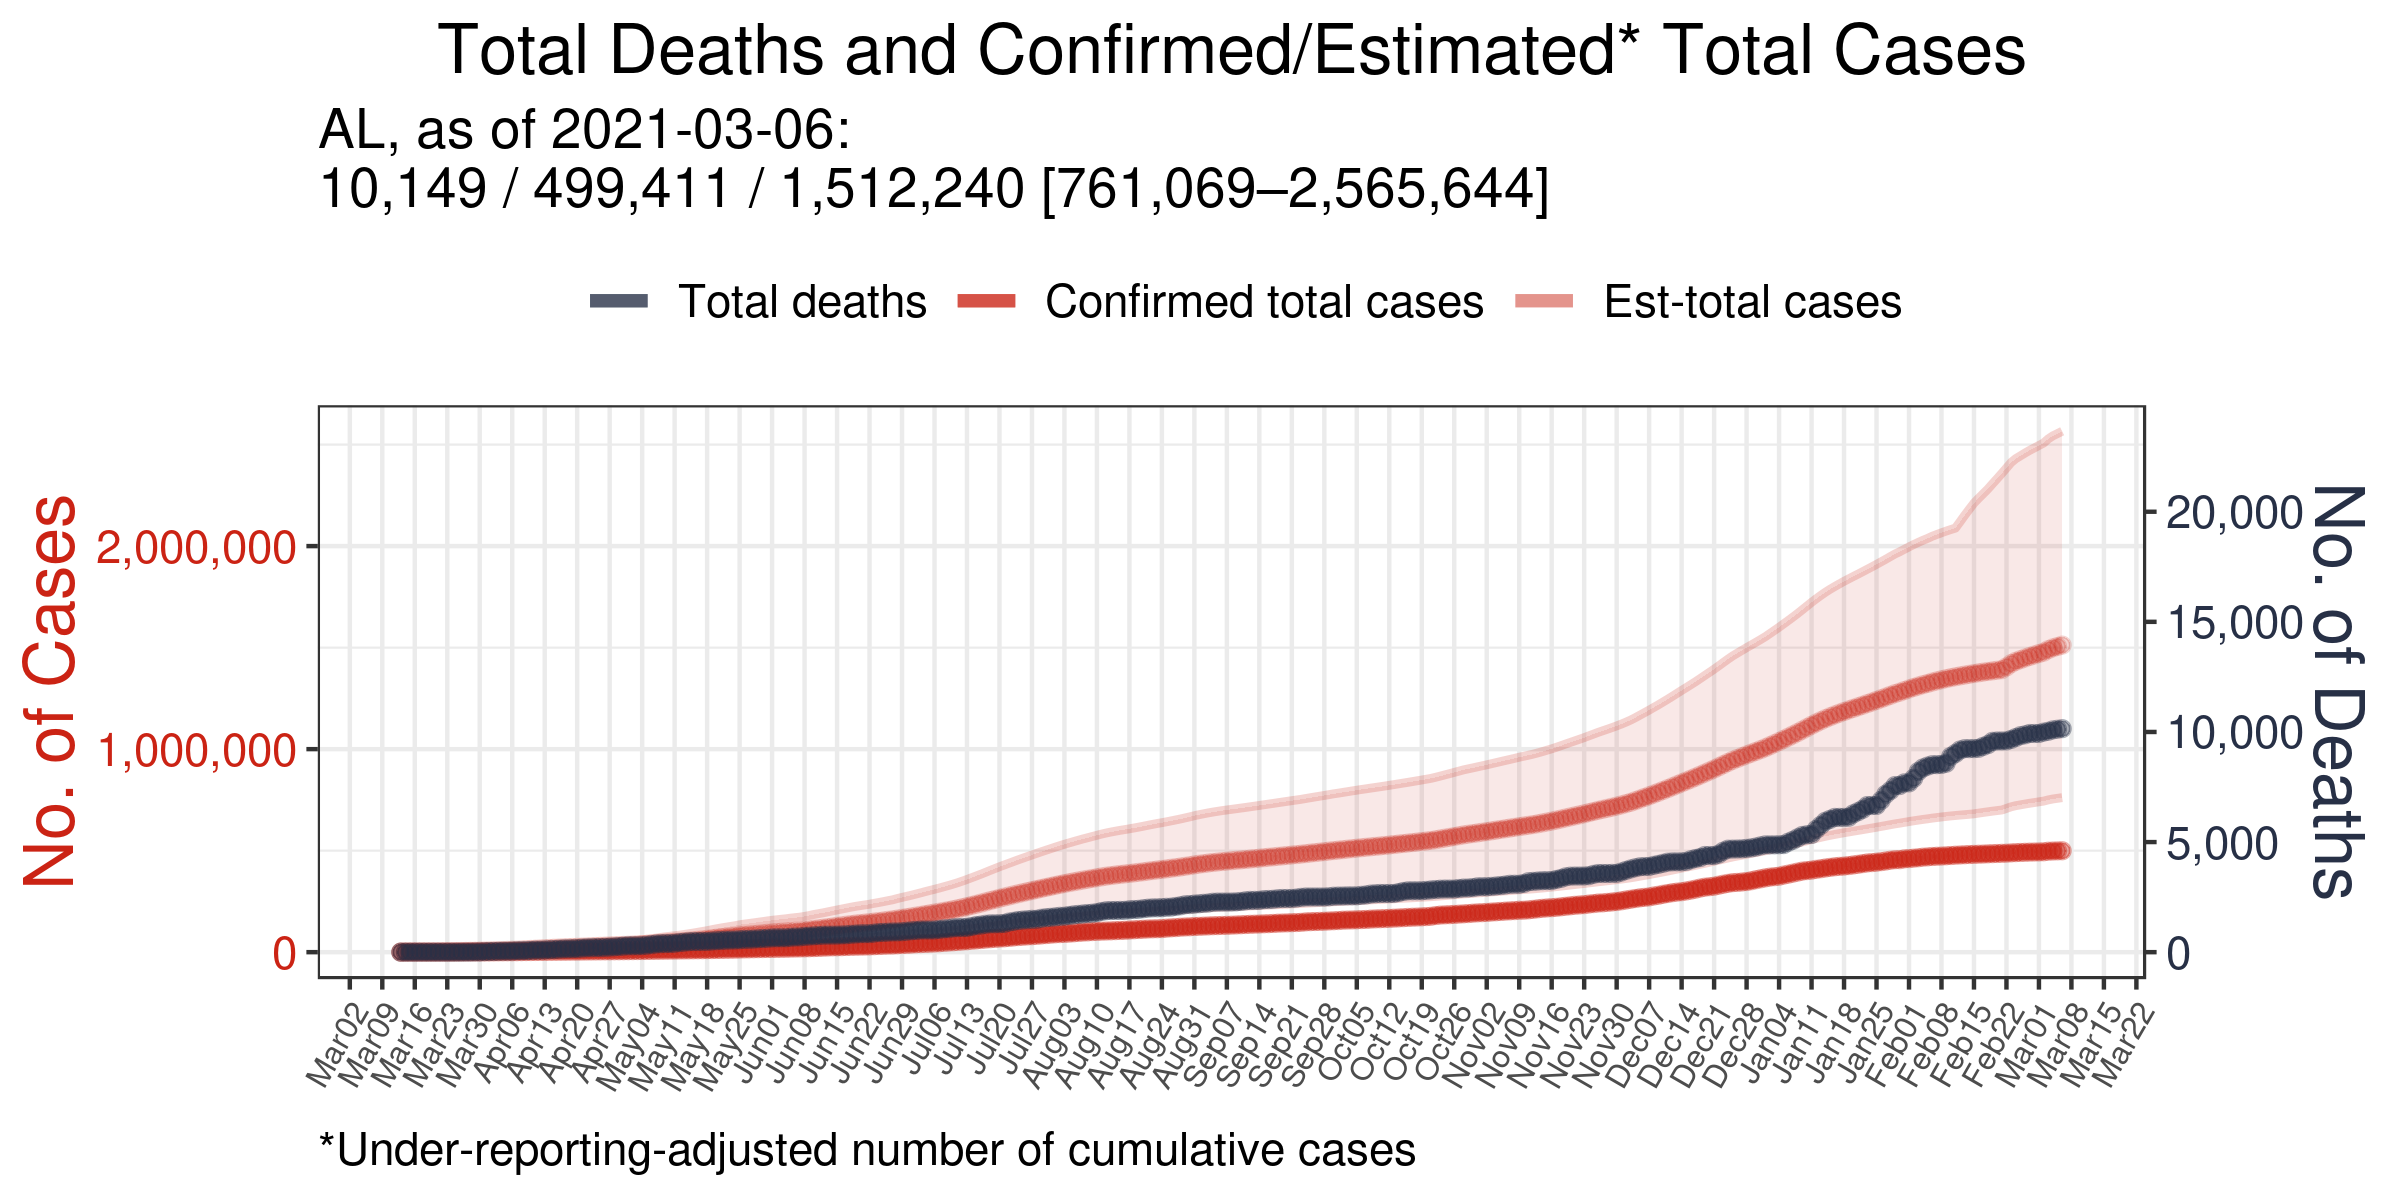 Total Deaths and Confirmed/Estimated* Total Cases
AL, as of 2021-03-06:
10,149 / 499,411 / 1,512,240 [761,069–2,565,644]
Total deaths
Confirmed total cases
Est-total cases
No. of Cases
2,000,000
1,000,000
0
20,000
15,000
10,000
5,000
0
No. of Deaths
Mar02
Mar09
Mar16
Mar23
Mar30
Apr06
Apr13
Apr20
Apr27
May04
May11
May18
May25
Jun01
Jun08
Jun15
Jun22
Jun29
Jul06
Jul13
Jul20
Jul27
Aug03
Aug10
Aug17
Aug24
Aug31
Sep07
Sep14
Sep21
Sep28
Oct05
Oct12
Oct19
Oct26
Nov02
Nov09
Nov16
Nov23
Nov30
Dec07
Dec14
Dec21
Dec28
Jan04
Jan11
Jan18
Jan25
Feb01
Feb08
Feb15
Feb22
Mar01
Mar08
Mar15
Mar22
*Under-reporting-adjusted number of cumulative cases